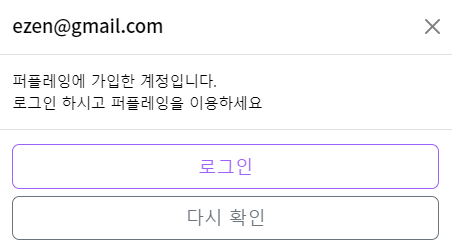 ezen@gmail.com
퍼플레잉에 가입한 계정입니다.
로그인 하시고 퍼플레잉을 이용하세요
로그인
다시 확인